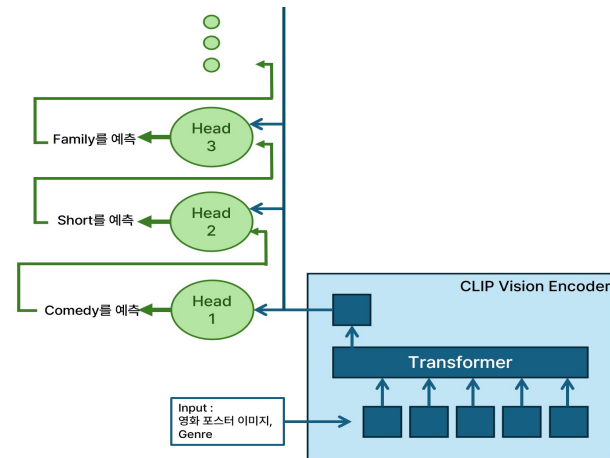 Head
3
Family를 예측
Head
2
Short를 예측
Head
1
Comedy를 예측
CLIP Vision Encoder
Transformer
Input :
영화 포스터 이미지,
Genre